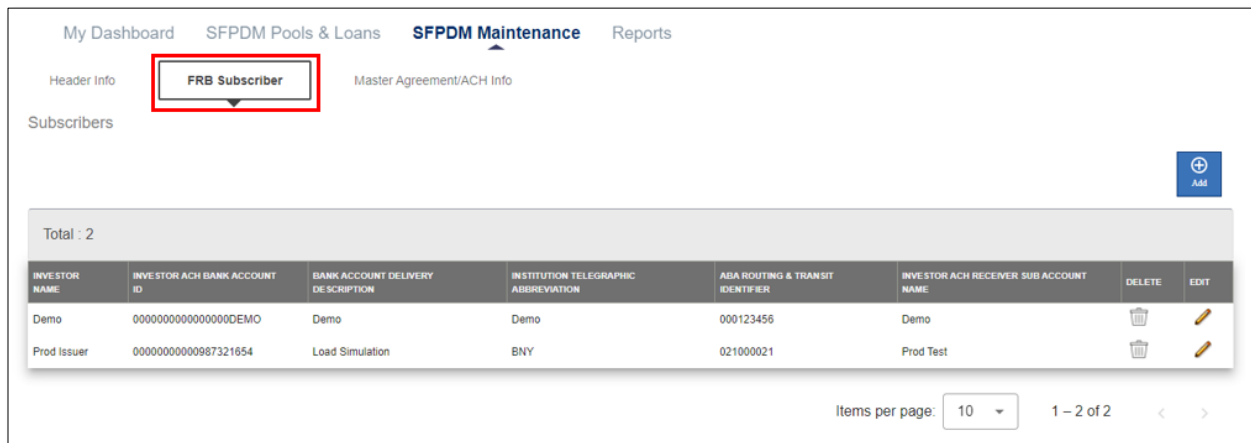 My Dashboard SFPDM Pools & Loans SFPDM Maintenance Reports
Header Info FRB Subscriber Master Agreement/ACH Info
Subscribers
Add
Total : 2
INVESTOR NAME INVESTOR ACH BANK ACCOUNT ID BANK ACCOUNT DELIVERY DESCRIPTION INSTITUTION TELEGRAPHIC ABBREVIATION ABA ROUTING & TRANSIT IDENTIFIER INVESTOR ACH RECEIVER SUB ACCOUNT NAME DELETE EDIT
Demo 0000000000000000DEMO Demo Demo 000123456 Demo
Prod Issuer 00000000000987321654 Load Simulation BNY 021000021 Prod Test
Items per page: 10 1 – 2 of 2